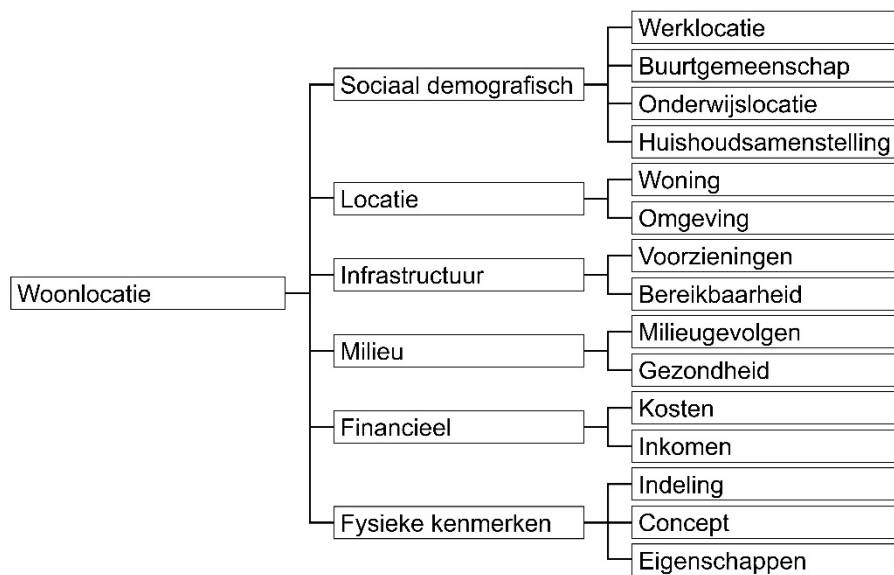 Woonlocatie
Sociaal demografisch
Werklocatie
Buurtgemeenschap
Onderwijslocatie
Huishoudsamenstelling
Locatie
Woning
Omgeving
Infrastructuur
Voorzieningen
Bereikbaarheid
Milieu
Milieugevolgen
Gezondheid
Financieel
Kosten
Inkomen
Fysieke kenmerken
Indeling
Concept
Eigenschappen